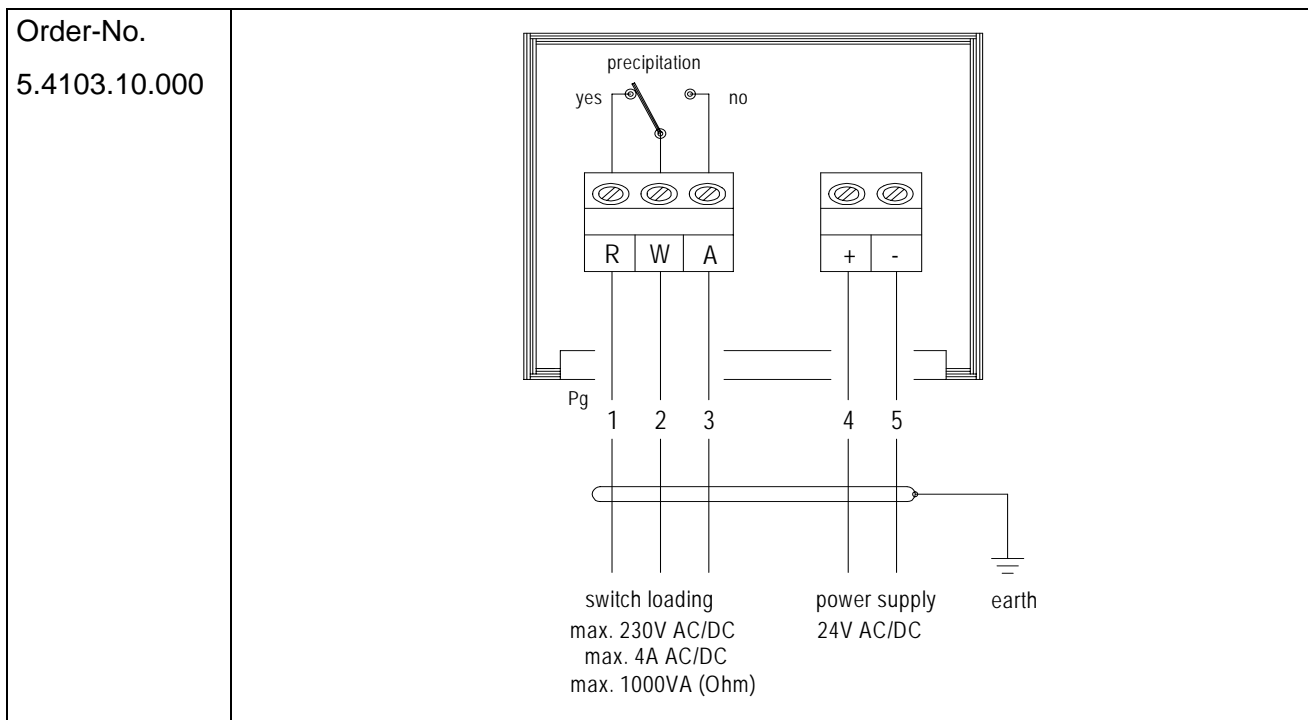 Order-No.
5.4103.10.000
precipitation
yes no
R W A + -
Pg
1 2 3 4 5
switch loading
max. 230V AC/DC
max. 4A AC/DC
max. 1000VA (Ohm)
power supply
24V AC/DC
earth